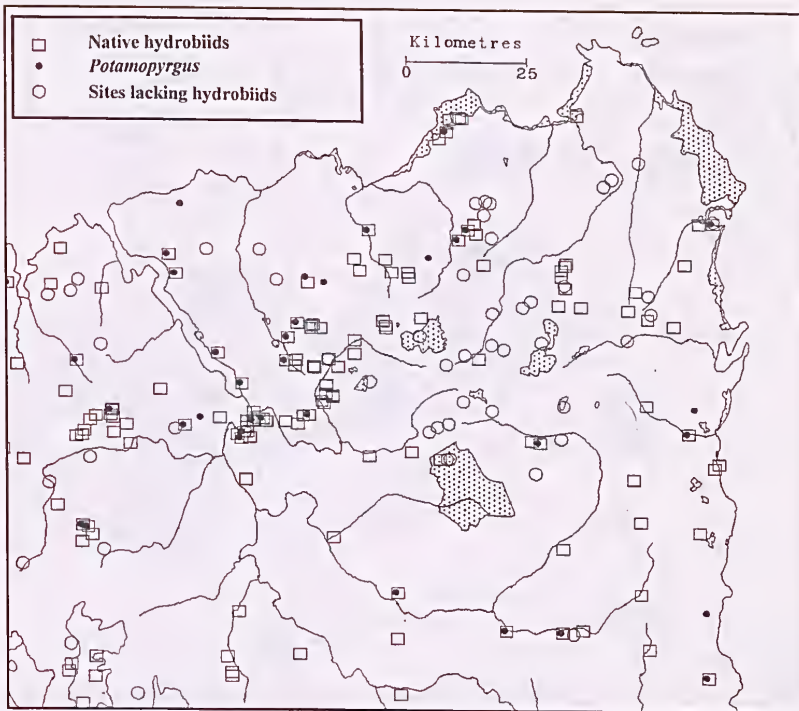 Native hydrobiids
Potamopyrgus
Sites lacking hydrobiids
Kilometres
0 25